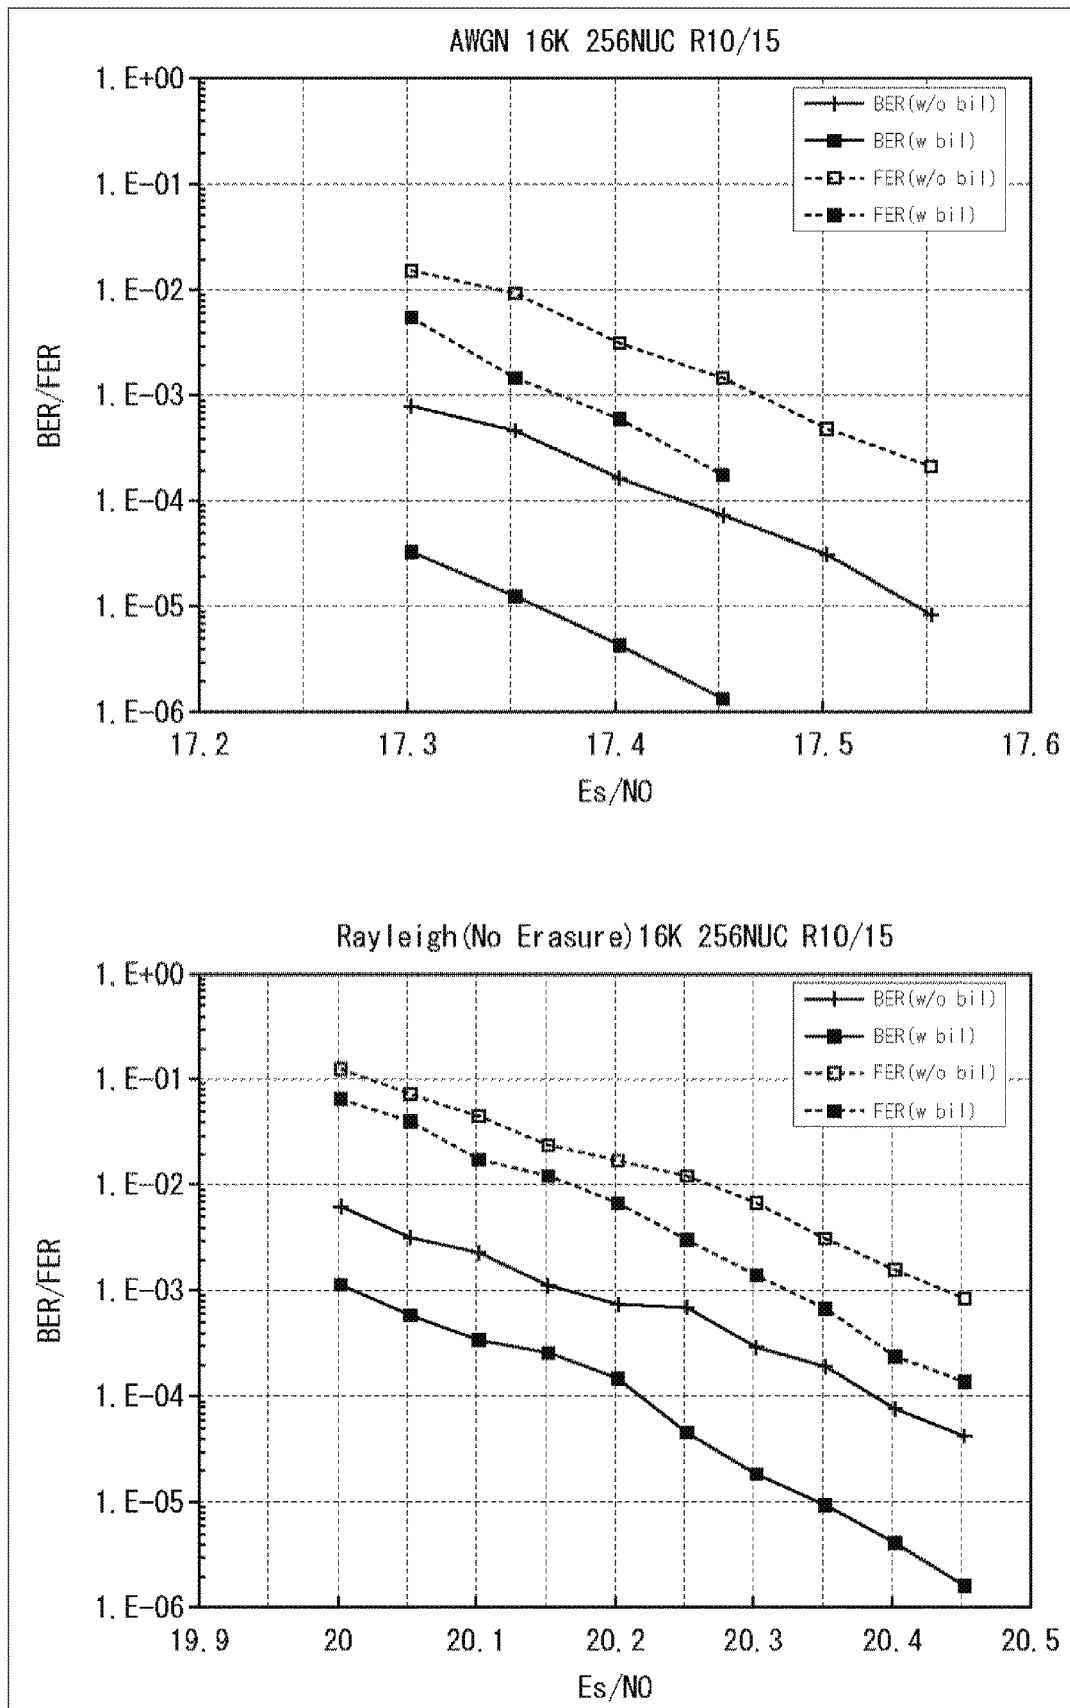 AWGN 16K 256NUC R10/15
1.E+00
1.E-01
1.E-02
1.E-03
1.E-04
1.E-05
1.E-06
BER/FER
BER(w/o bil)
BER(w bil)
FER(w/o bil)
FER(w bil)
17.2 17.3 17.4 17.5 17.6
Es/N0
Rayleigh(No Erasure)16K 256NUC R10/15
1.E+00
1.E-01
1.E-02
1.E-03
1.E-04
1.E-05
1.E-06
BER/FER
BER(w/o bil)
BER(w bil)
FER(w/o bil)
FER(w bil)
19.9 20 20.1 20.2 20.3 20.4 20.5
Es/N0